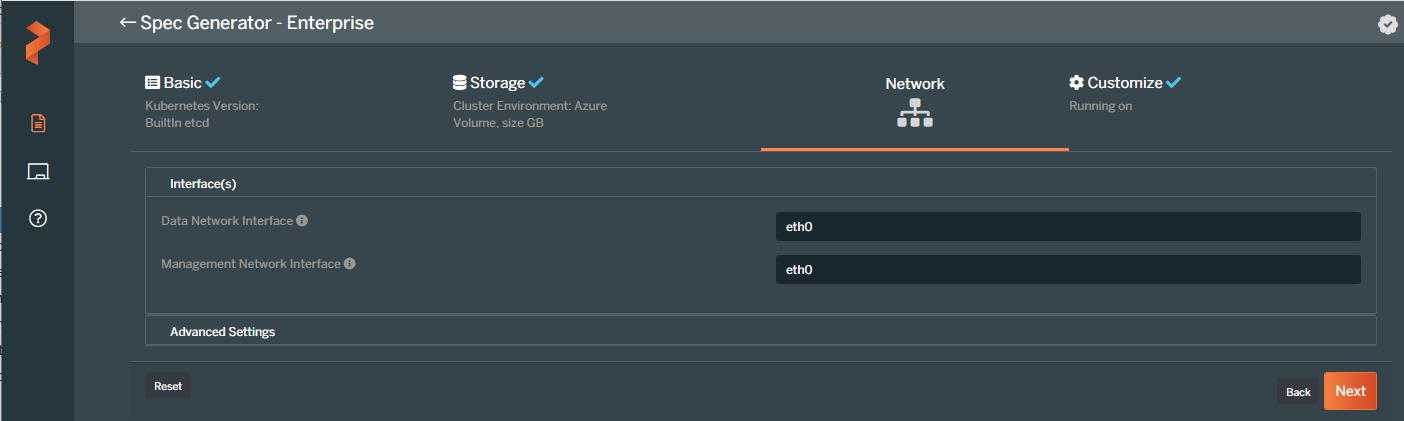 Spec Generator - Enterprise
Basic
Kubernetes Version:
BuiltIn etcd
Storage
Cluster Environment: Azure
Volume, size GB
Network
Customize
Running on
Interface(s)
Data Network Interface
eth0
Management Network Interface
eth0
Advanced Settings
Reset
Back
Next